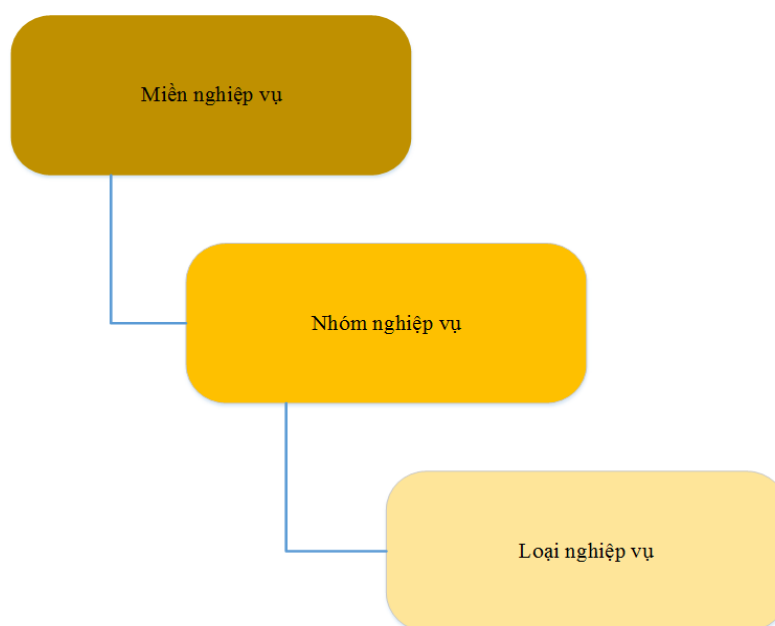 Miền nghiệp vụ
Nhóm nghiệp vụ
Loại nghiệp vụ